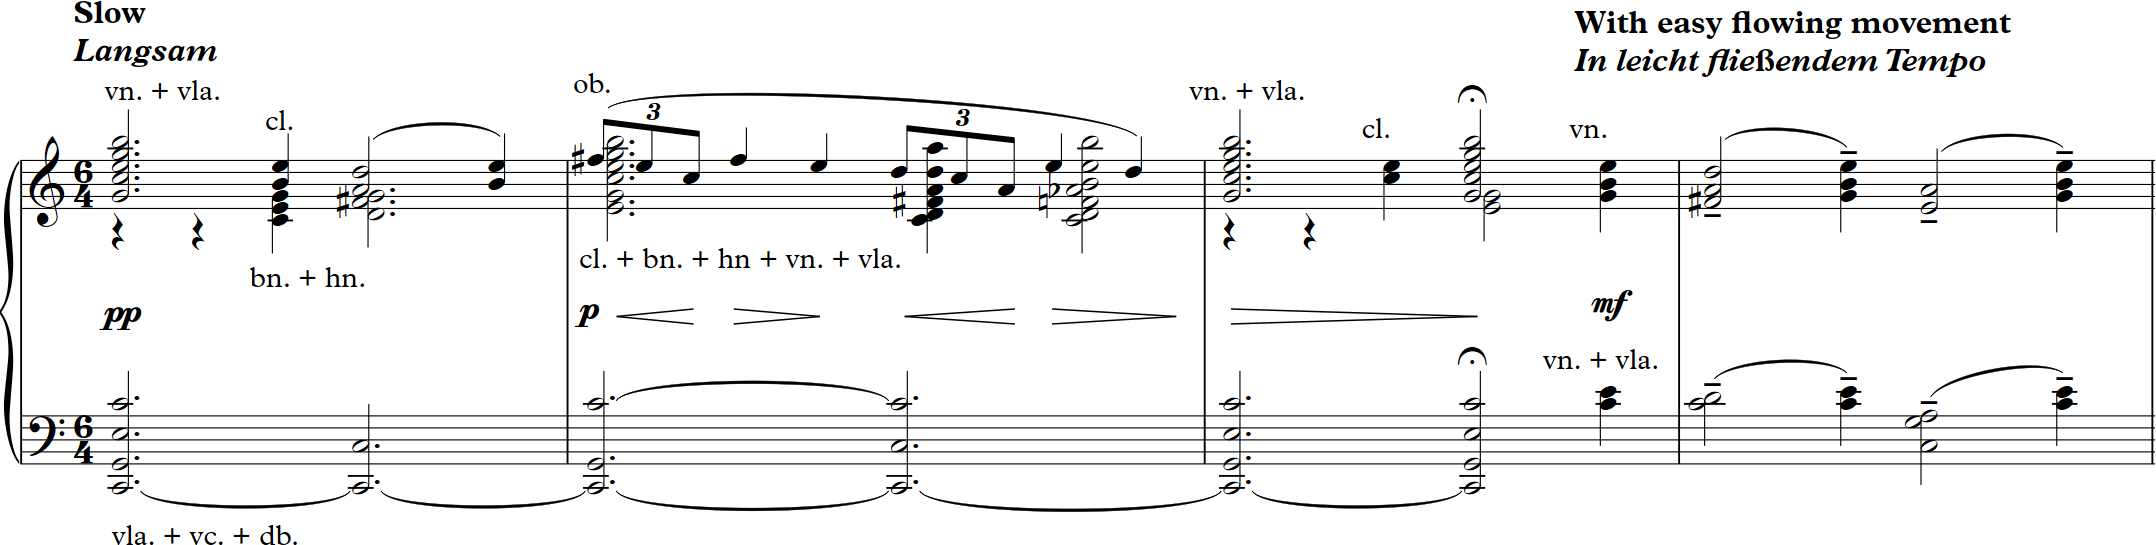 Slow
Langsam
With easy flowing movement
In leicht fließendem Tempo
vn. + vla.
cl.
ob.
vn. + vla.
cl.
vn.
3
3
6
4
bn. + hn.
cl. + bn. + hn + vn. + vla.
pp
p
mf
vn. + vla.
6
4
vla. + vc. + db.